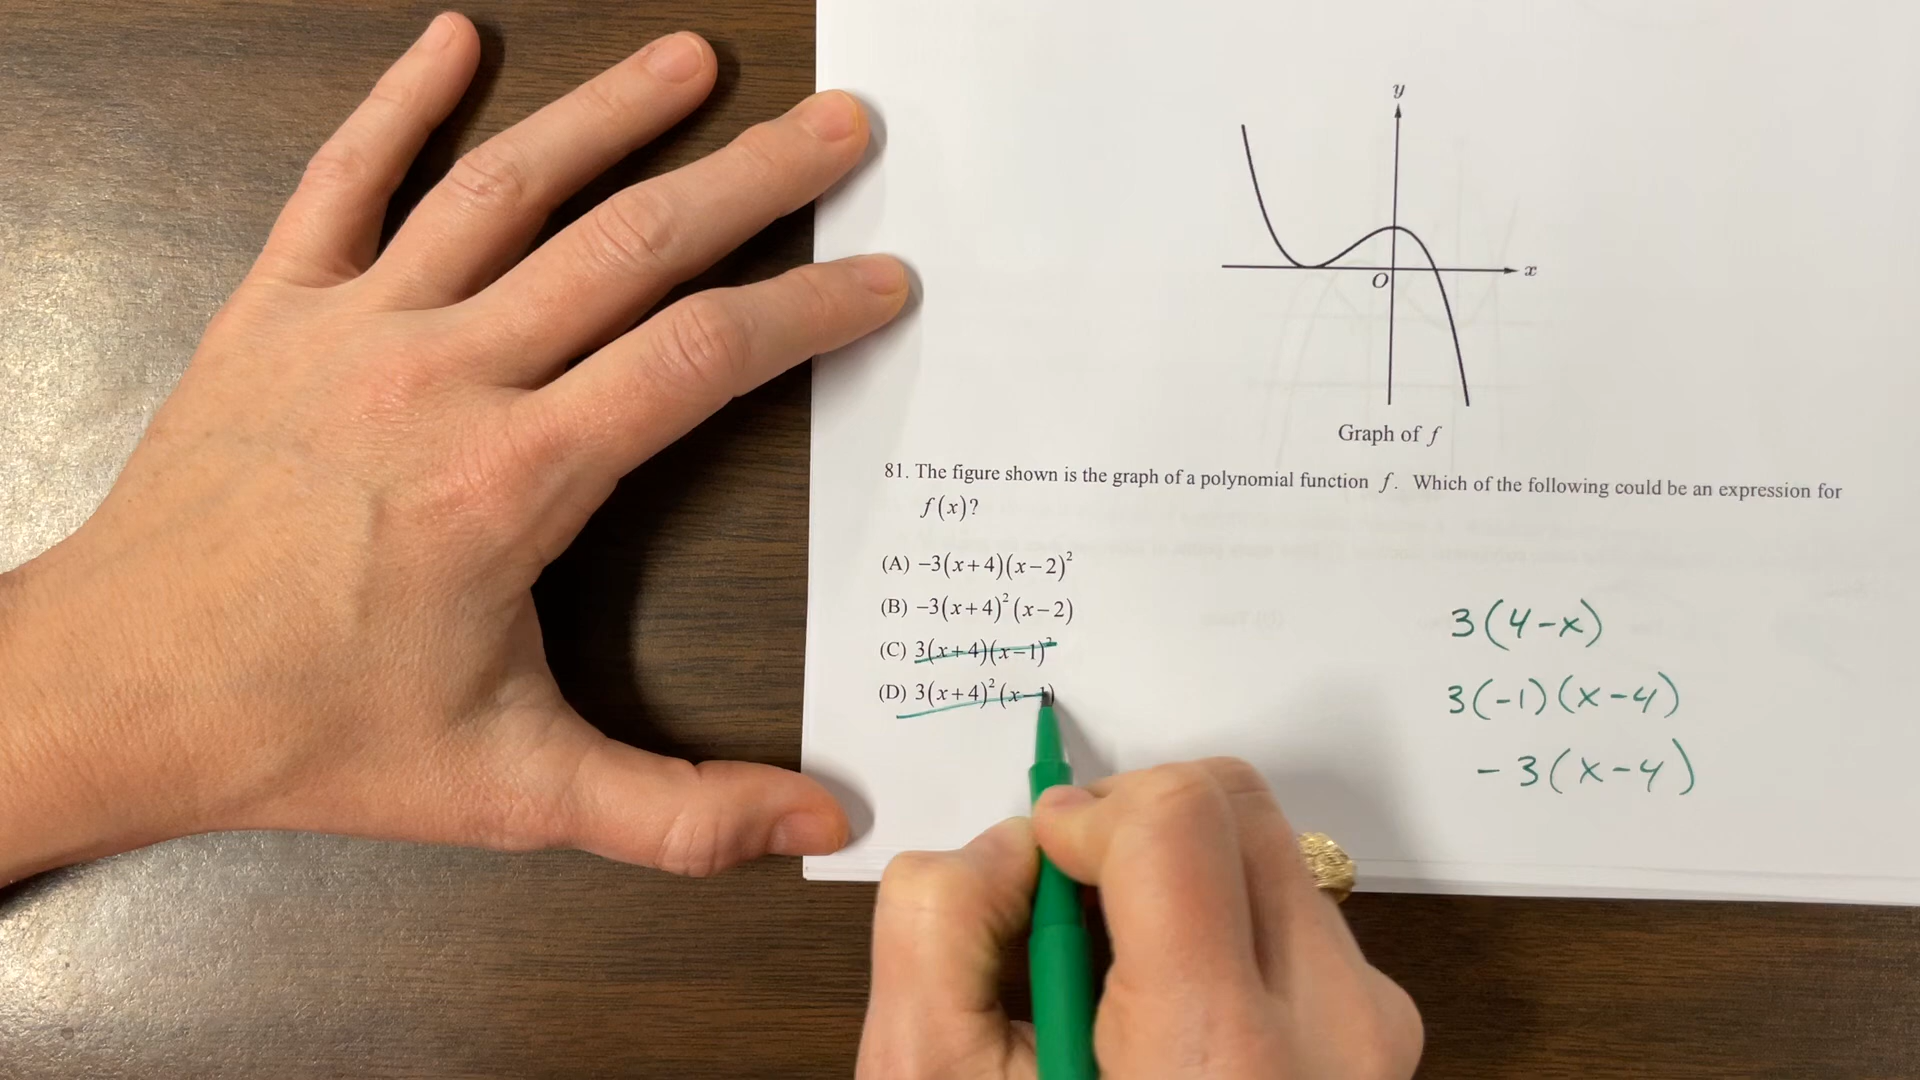 y
x
O
Graph of f
81. The figure shown is the graph of a polynomial function f. Which of the following could be an expression for
f(x)?
(A) −3(x+4)(x−2)²
(B) −3(x+4)²(x−2)
(C) 3(x+4)(x−1)²
(D) 3(x+4)²(x−1)
3(4-x)
3(-1)(x-4)
-3(x-4)